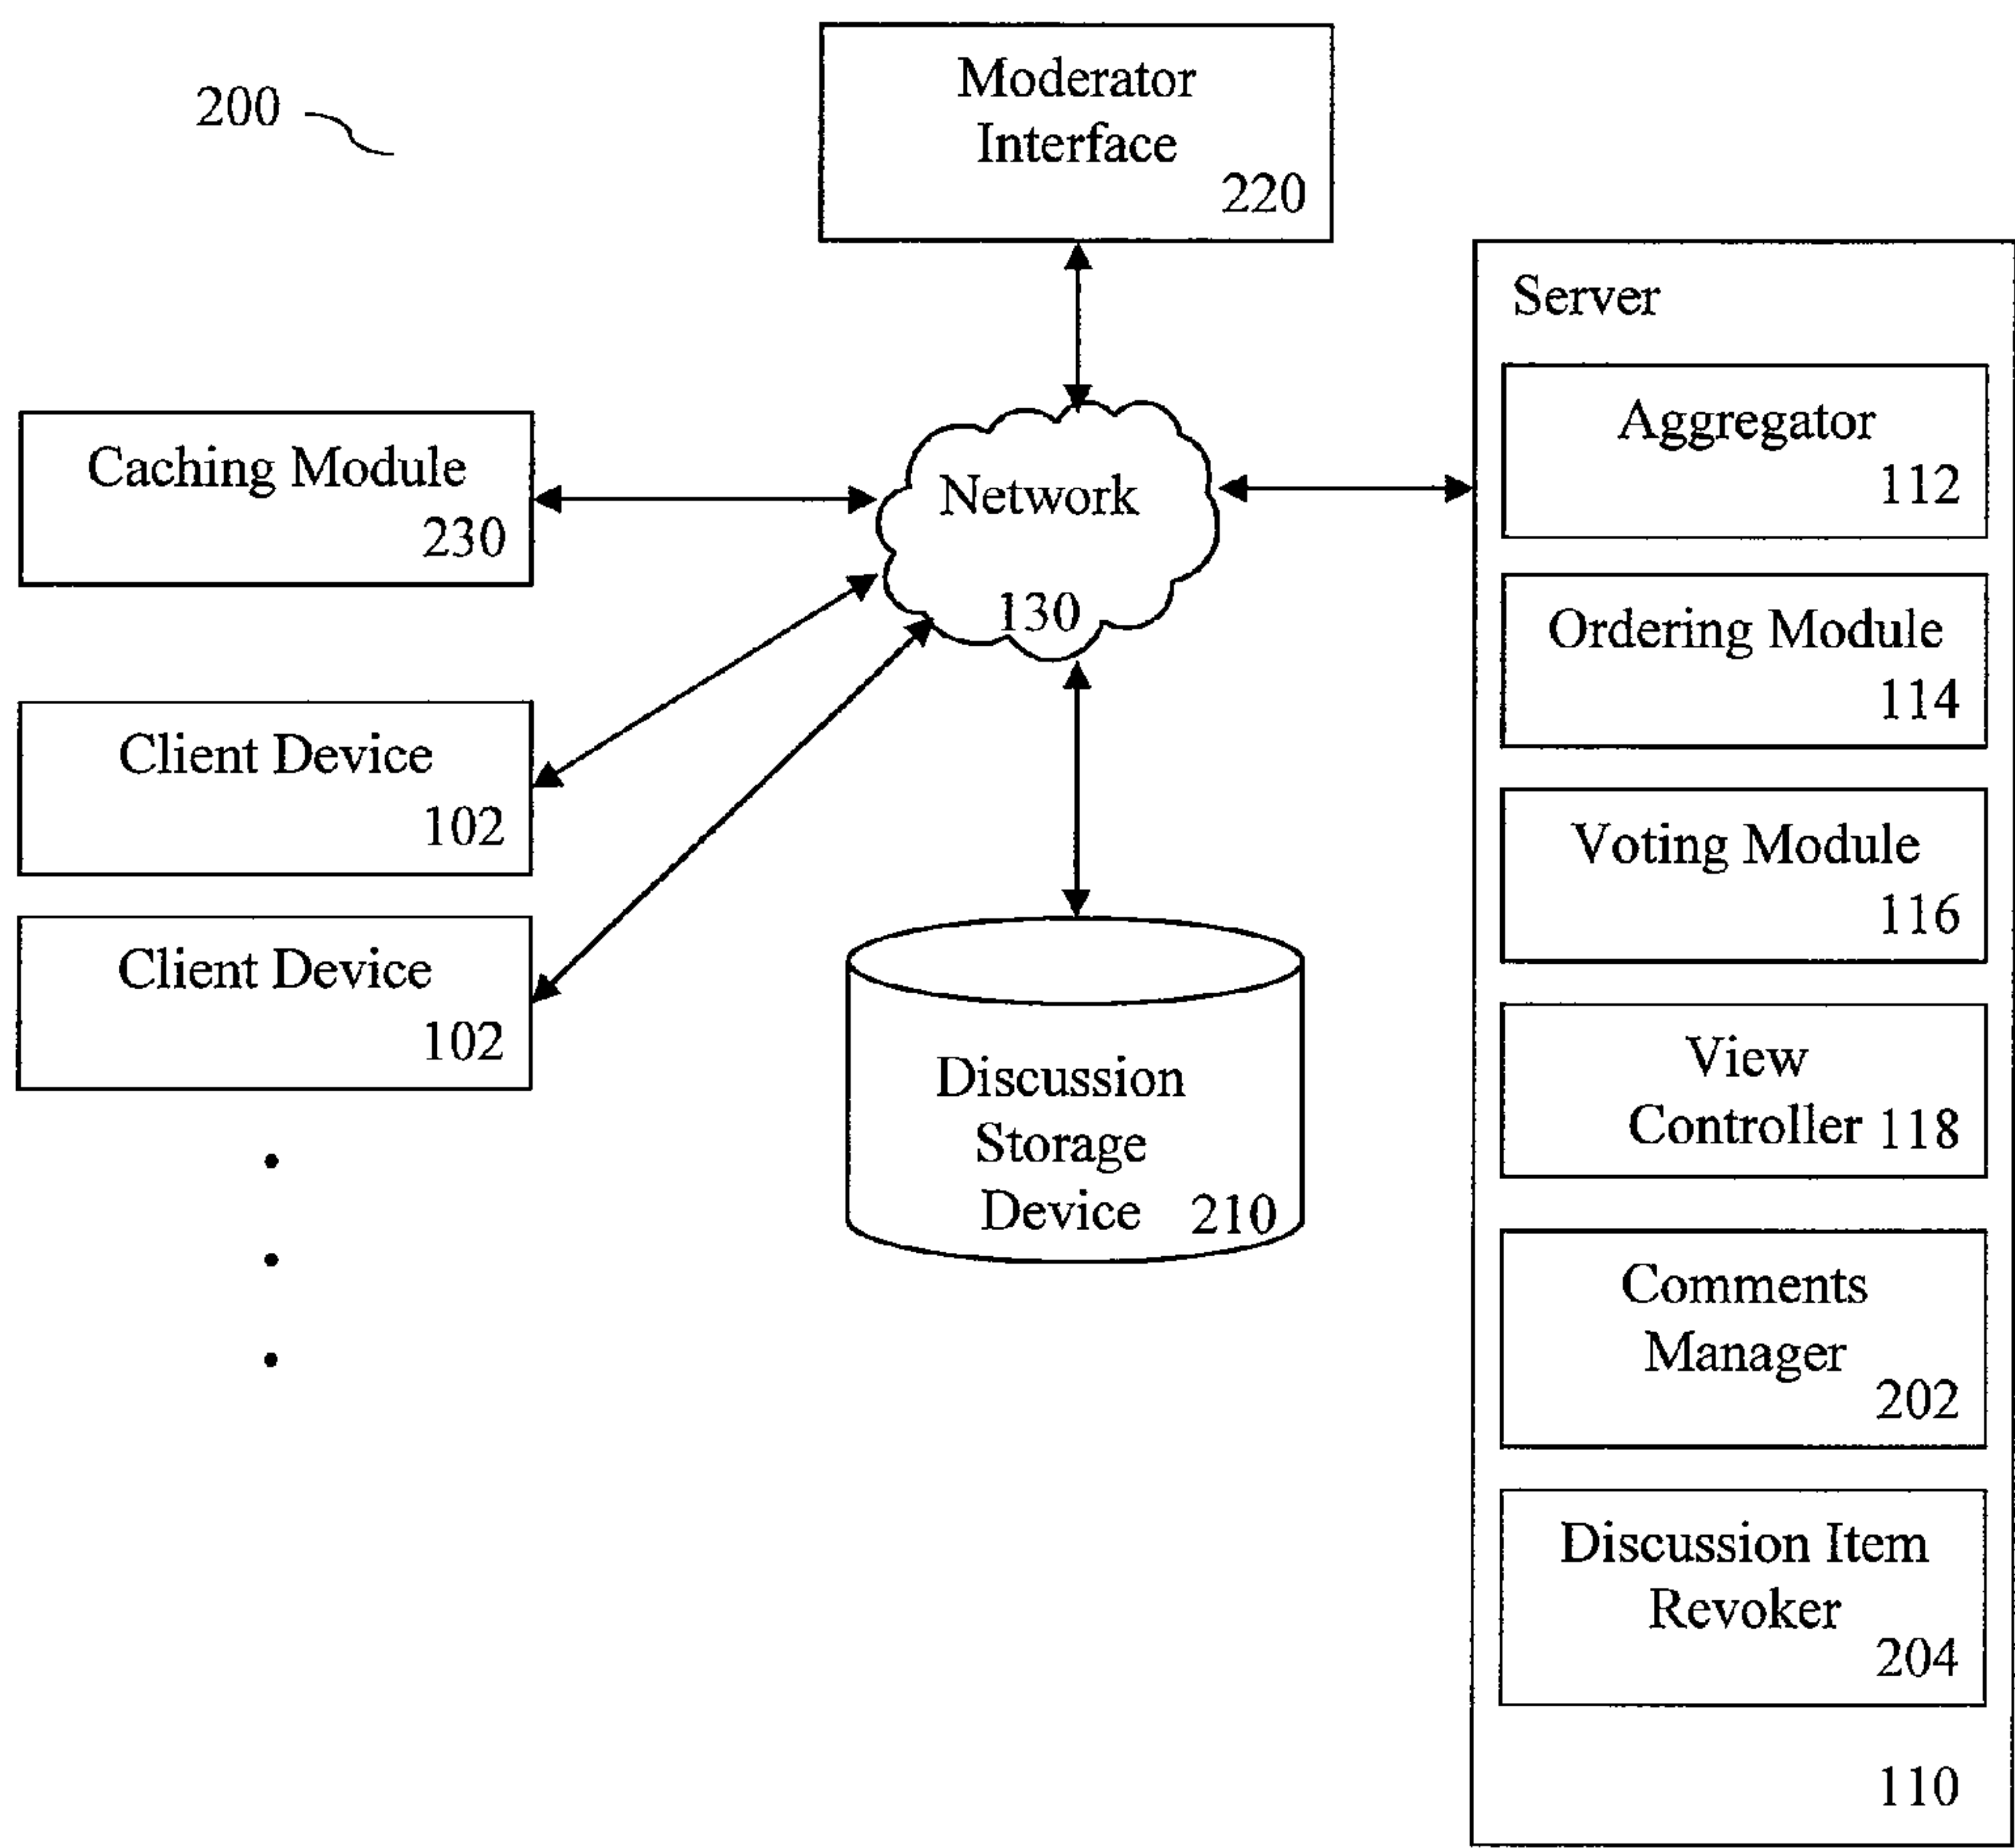 200
Moderator
Interface
220
Server
Aggregator
112
Ordering Module
114
Voting Module
116
View
Controller 118
Comments
Manager
202
Discussion Item
Revoker
204
110
Network
130
Caching Module
230
Client Device
102
Client Device
102
Discussion
Storage
Device 210